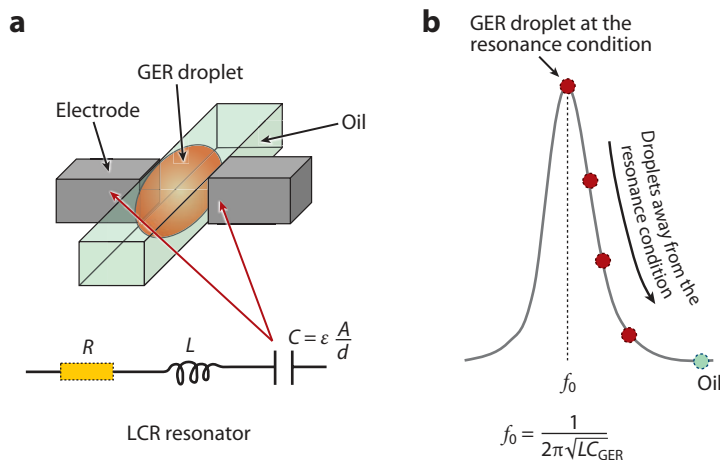 a
GER droplet
Electrode
Oil
R
L
C = ε A/d
LCR resonator
b
GER droplet at the
resonance condition
Droplets away from the
resonance condition
Oil
f₀
f₀ = 1/2π√LC_GER